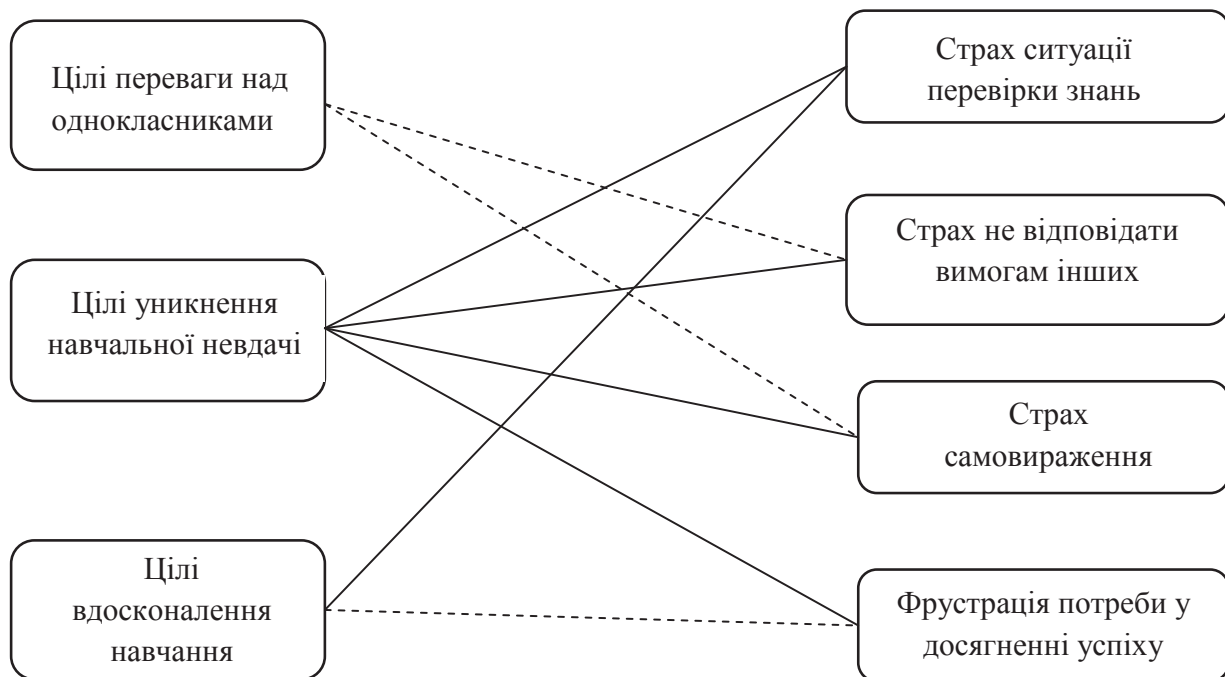 Цілі переваги над
однокласниками
Цілі уникнення
навчальної невдачі
Цілі
вдосконалення
навчання
Страх ситуації
перевірки знань
Страх не відповідати
вимогам інших
Страх
самовираження
Фрустрація потреби у
досягненні успіху